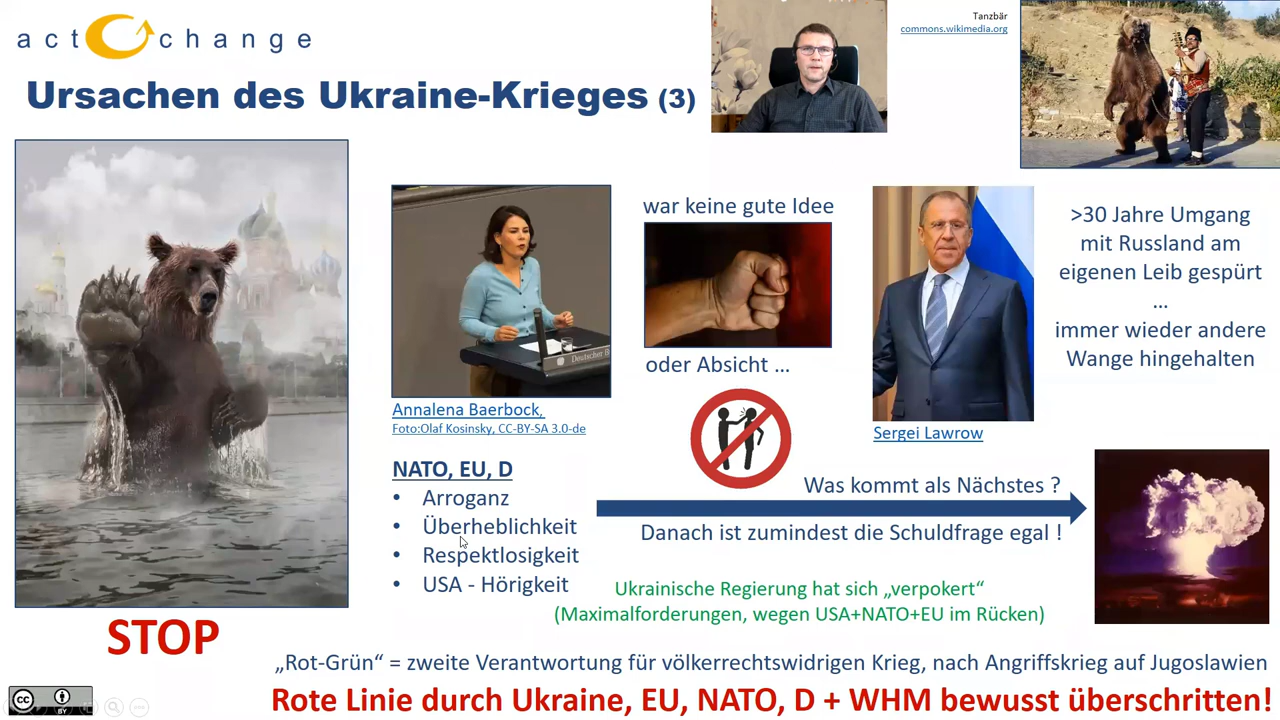 act change
Ursachen des Ukraine-Krieges (3)
Tanzbär
commons.wikimedia.org
war keine gute Idee
oder Absicht ...
>30 Jahre Umgang
mit Russland am
eigenen Leib gespürt
...
immer wieder andere
Wange hingehalten
Deutscher B
Annalena Baerbock,
Foto:Olaf Kosinsky, CC-BY-SA 3.0-de
Sergei Lawrow
NATO, EU, D
• Arroganz
• Überheblichkeit
• Respektlosigkeit
• USA - Hörigkeit
Was kommt als Nächstes ?
Danach ist zumindest die Schuldfrage egal !
Ukrainische Regierung hat sich „verpokert“
(Maximalforderungen, wegen USA+NATO+EU im Rücken)
STOP
„Rot-Grün“ = zweite Verantwortung für völkerrechtswidrigen Krieg, nach Angriffskrieg auf Jugoslawien
Rote Linie durch Ukraine, EU, NATO, D + WHM bewusst überschritten!
cc
BY